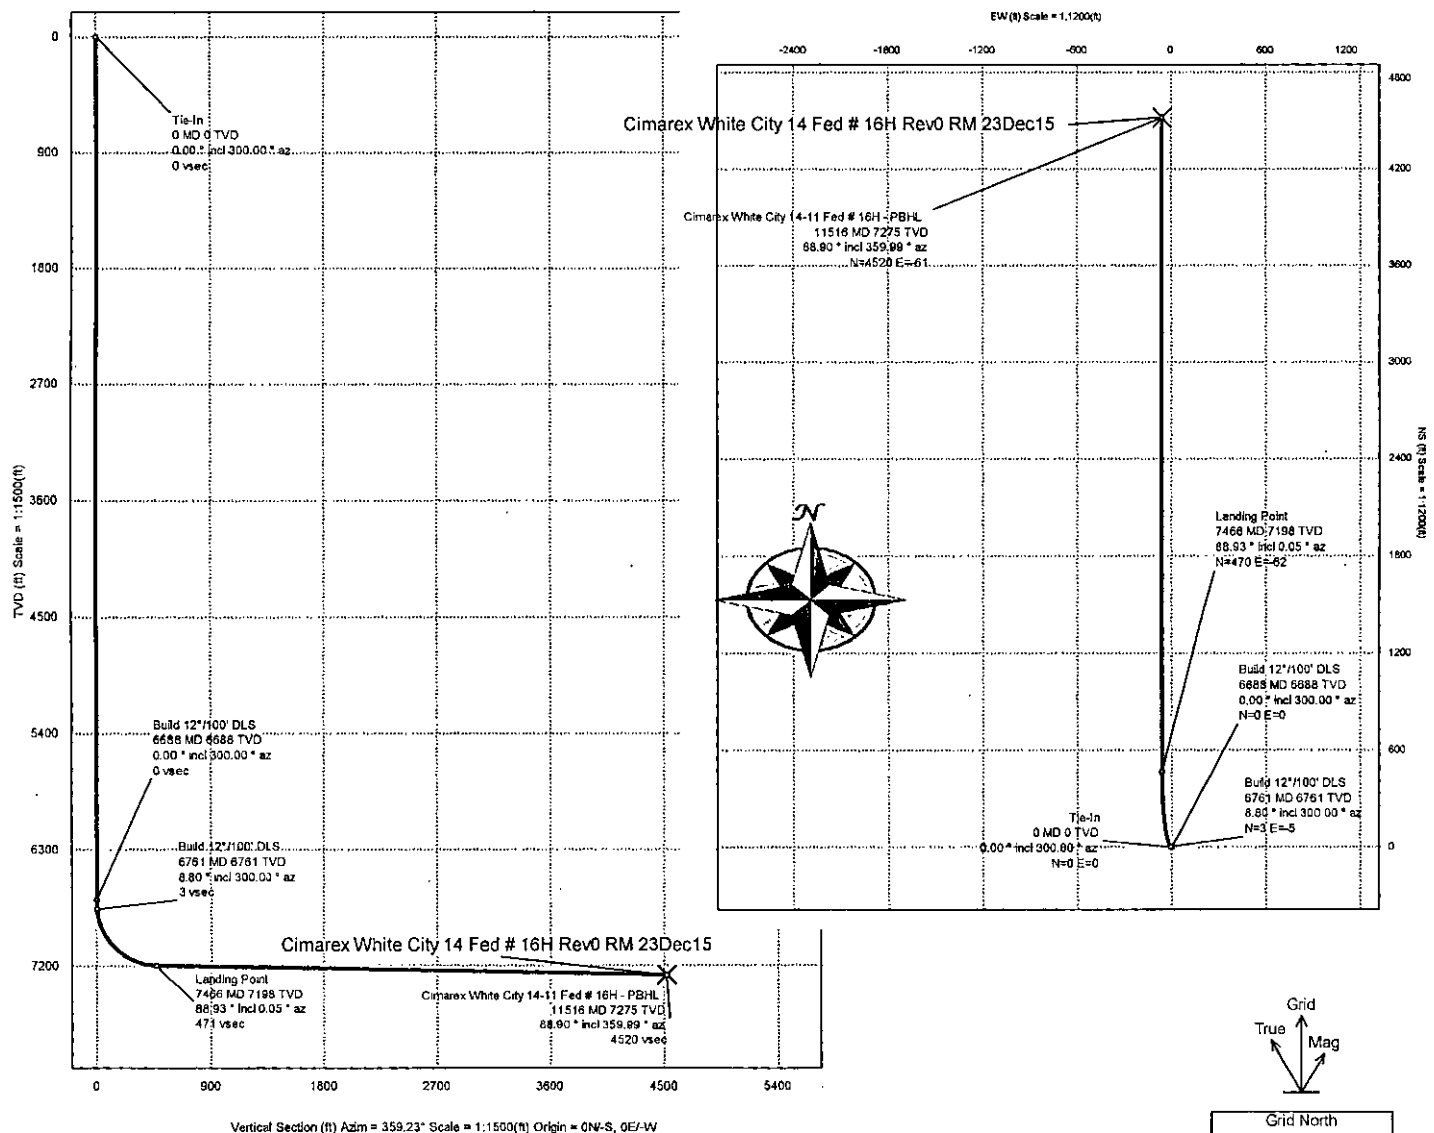 0
900
1800
2700
3600
4500
5400
6300
7200
TVD (ft) Scale = 1:1500(ft)
Tie-In
0 MD 0 TVD
0.00 ° incl 300.00 ° az
0 vsec
Build 12°/100' DLS
6688 MD 6688 TVD
0.00 ° incl 300.00 ° az
0 vsec
Build 12°/100' DLS
6761 MD 6761 TVD
8.80 ° incl 300.00 ° az
3 vsec
Cimarex White City 14 Fed # 16H Rev0 RM 23Dec15
Landing Point
7466 MD 7198 TVD
88.93 ° incl 0.05 ° az
471 vsec
Cimarex White City 14-11 Fed # 16H - PBHL
11516 MD 7275 TVD
88.90 ° incl 359.99 ° az
4520 vsec
0
900
1800
2700
3600
4500
5400
Vertical Section (ft) Azim = 359.23° Scale = 1:1500(ft) Origin = 0N/-S, 0E/-W
EW (ft) Scale = 1:1200(ft)
-2400
-1800
-1200
-600
0
600
1200
4800
4200
3600
3000
2400
1800
1200
600
0
NS (ft) Scale = 1:1200(ft)
Cimarex White City 14 Fed # 16H Rev0 RM 23Dec15
Cimarex White City 14-11 Fed # 16H - PBHL
11516 MD 7275 TVD
88.90 ° incl 359.99 ° az
N=4520 E=-61
N
Landing Point
7466 MD 7198 TVD
88.93 ° incl 0.05 ° az
N=470 E=-62
Build 12°/100' DLS
6688 MD 6688 TVD
0.00 ° incl 300.00 ° az
N=0 E=0
Build 12°/100' DLS
6761 MD 6761 TVD
8.80 ° incl 300.00 ° az
N=3 E=-5
Tie-In
0 MD 0 TVD
0.00 ° incl 300.00 ° az
N=0 E=0
Grid
True
Mag
Grid North